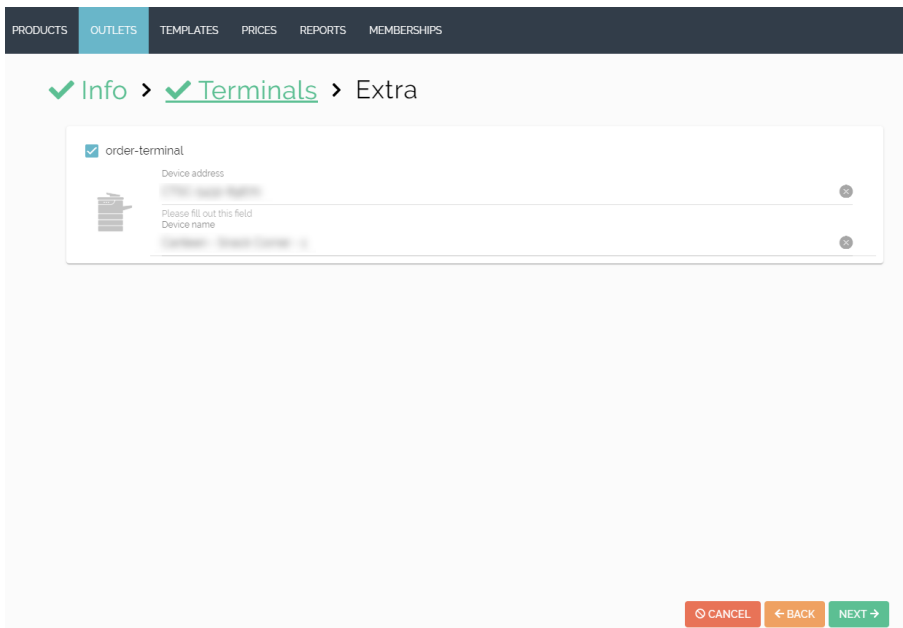 PRODUCTS OUTLETS TEMPLATES PRICES REPORTS MEMBERSHIPS
Info > Terminals > Extra
order-terminal
Device address
Please fill out this field
Device name
CANCEL BACK NEXT